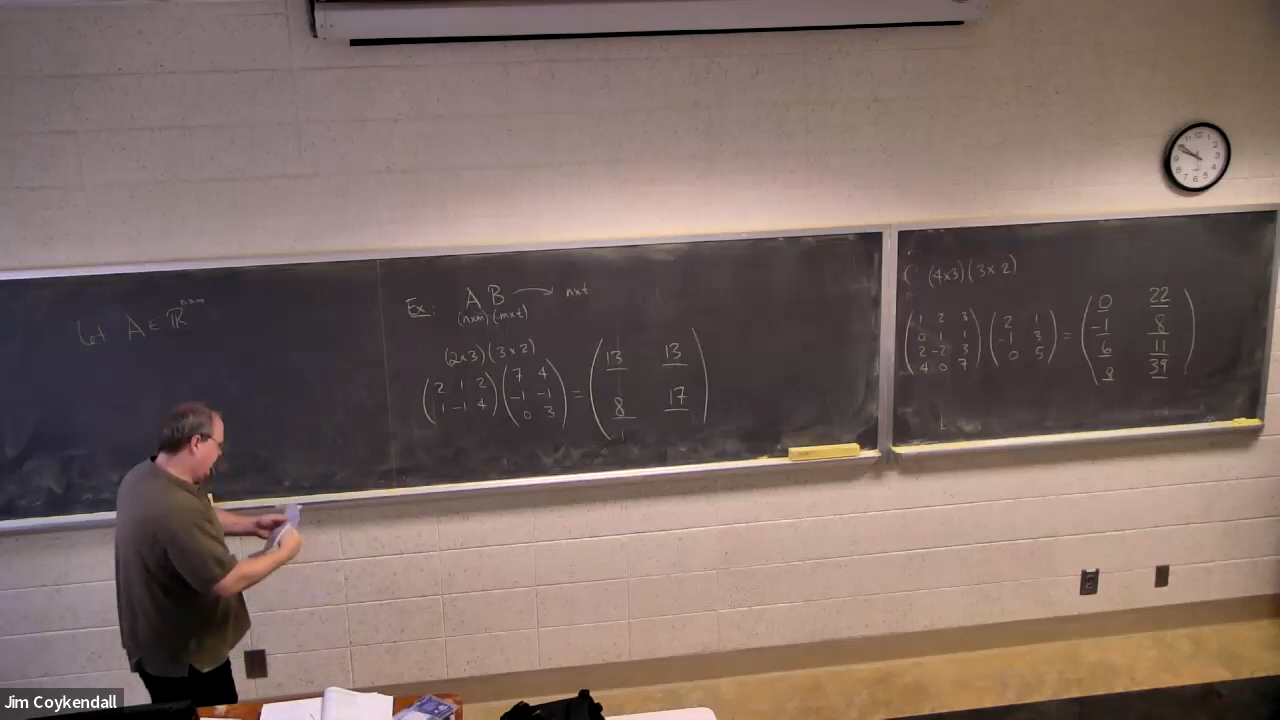 Let A ∈ ℝ^{n×m}
Ex: A B → n×t
(n×m)(m×t)
(2×3)(3×2)
( 2 1 2 ) ( 7 4 ) = ( 13 13 )
( 1 -1 4 ) ( -1 -1 ) ( 8 17 )
( 0 3 )
(4×3)(3×2)
( 1 2 3 ) ( 2 1 ) = ( 0 22 )
( 0 1 1 ) ( -1 3 ) ( -1 8 )
( 2 -2 3 ) ( 0 5 ) ( 6 11 )
( 4 0 7 ) ( 8 39 )
Jim Coykendall